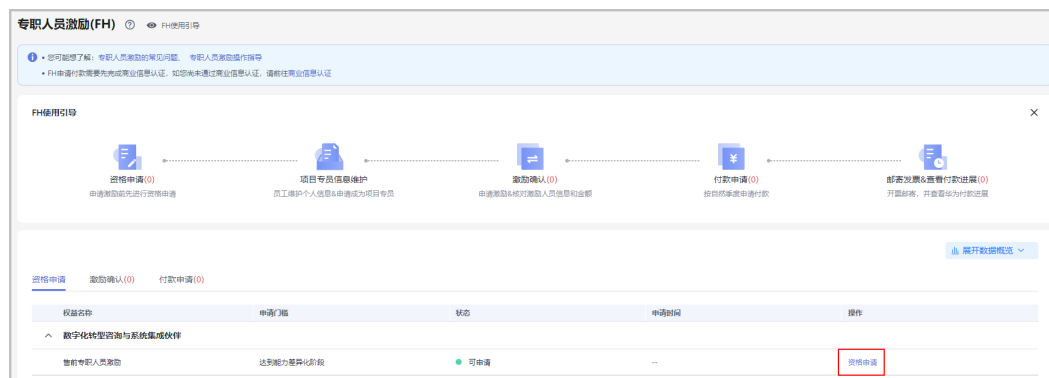 专职人员激励(FH) FH使用引导
• 您可能想了解：专职人员激励的常见问题、 专职人员激励操作指导
• FH申请付款需要先完成商业信息认证，如您尚未通过商业信息认证，请前往商业信息认证
FH使用引导
资格申请(0) 项目专员信息维护 激励确认(0) 付款申请(0) 邮寄发票&查看付款进展(0)
申请激励前先进行资格申请 员工维护个人信息&申请成为项目专员 申请激励&核对激励人员信息和金额 按自然季度申请付款 开票邮寄，并查看华为付款进展
展开数据概览
资格申请 激励确认(0) 付款申请(0)
权益名称 申请门槛 状态 申请时间 操作
数字化转型咨询与系统集成伙伴
售前专职人员激励 达到能力差异化阶段 可申请 -- 资格申请